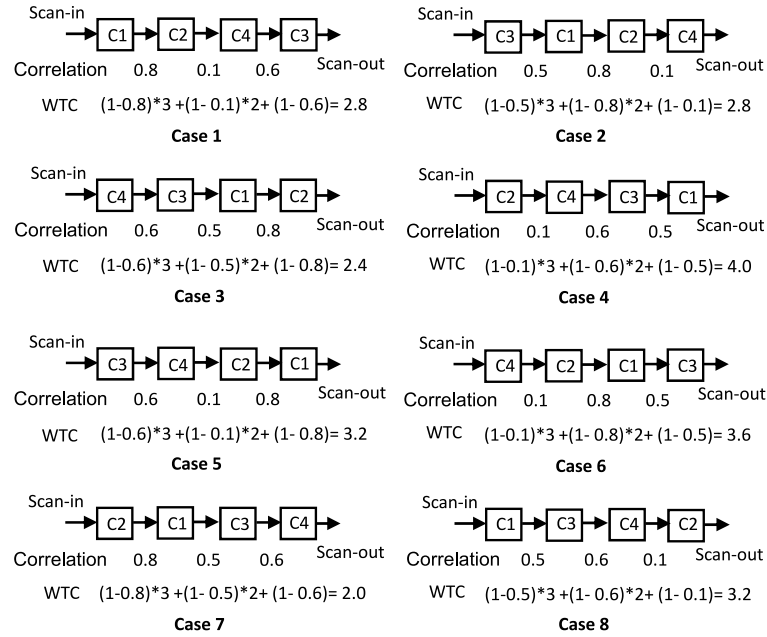 Scan-in
C1 C2 C4 C3
Correlation 0.8 0.1 0.6 Scan-out
WTC (1-0.8)*3 +(1- 0.1)*2+ (1- 0.6)= 2.8
Case 1
Scan-in
C3 C1 C2 C4
Correlation 0.5 0.8 0.1 Scan-out
WTC (1-0.5)*3 +(1- 0.8)*2+ (1- 0.1)= 2.8
Case 2
Scan-in
C4 C3 C1 C2
Correlation 0.6 0.5 0.8 Scan-out
WTC (1-0.6)*3 +(1- 0.5)*2+ (1- 0.8)= 2.4
Case 3
Scan-in
C2 C4 C3 C1
Correlation 0.1 0.6 0.5 Scan-out
WTC (1-0.1)*3 +(1- 0.6)*2+ (1- 0.5)= 4.0
Case 4
Scan-in
C3 C4 C2 C1
Correlation 0.6 0.1 0.8 Scan-out
WTC (1-0.6)*3 +(1- 0.1)*2+ (1- 0.8)= 3.2
Case 5
Scan-in
C4 C2 C1 C3
Correlation 0.1 0.8 0.5 Scan-out
WTC (1-0.1)*3 +(1- 0.8)*2+ (1- 0.5)= 3.6
Case 6
Scan-in
C2 C1 C3 C4
Correlation 0.8 0.5 0.6 Scan-out
WTC (1-0.8)*3 +(1- 0.5)*2+ (1- 0.6)= 2.0
Case 7
Scan-in
C1 C3 C4 C2
Correlation 0.5 0.6 0.1 Scan-out
WTC (1-0.5)*3 +(1- 0.6)*2+ (1- 0.1)= 3.2
Case 8